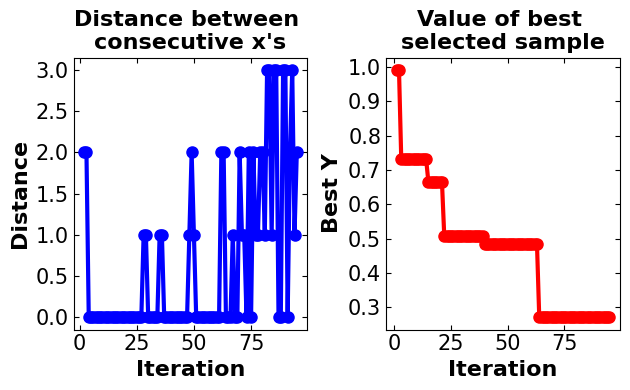 Distance between
consecutive x's
Value of best
selected sample
3.0
2.5
2.0
1.5
1.0
0.5
0.0
Distance
0
25
50
75
Iteration
1.0
0.9
0.8
0.7
0.6
0.5
0.4
0.3
Best Y
0
25
50
75
Iteration